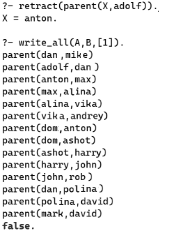 ?- retract(parent(X,adolf)).
X = anton.
?- write_all(A,B,[1]).
parent(dan,mike)
parent(adolf,dan)
parent(anton,max)
parent(max,alina)
parent(alina,vika)
parent(vika,andrey)
parent(dom,anton)
parent(dom,ashot)
parent(ashot,harry)
parent(harry,john)
parent(john,rob)
parent(dan,polina)
parent(polina,david)
parent(mark,david)
false.